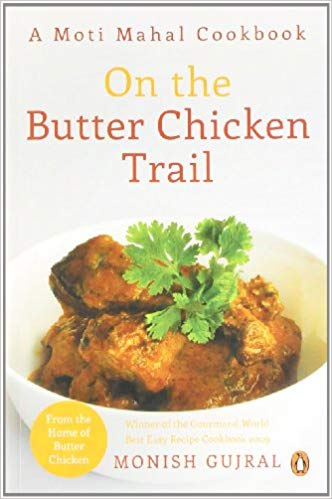 A Moti Mahal Cookbook
On the
Butter Chicken
Trail
From the
Home of
Butter
Chicken
Winner of the Gourmand World
Best Easy Recipe Cookbook 2009
MONISH GUJRAL